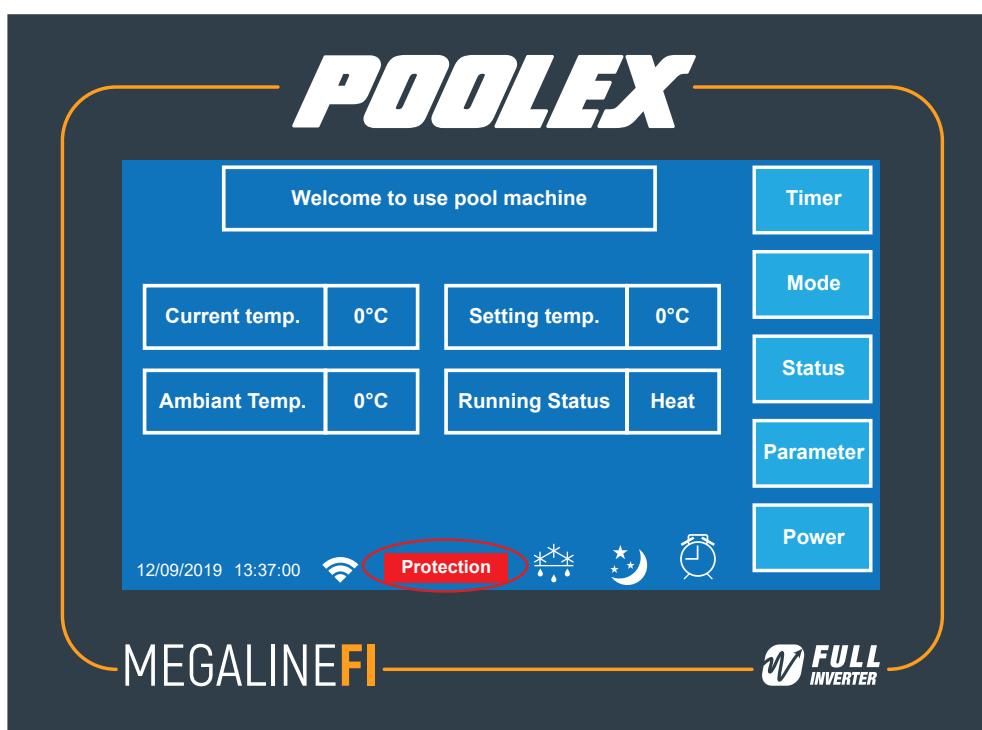 POOLEX
Welcome to use pool machine
Timer
Mode
Current temp. 0°C Setting temp. 0°C
Status
Ambiant Temp. 0°C Running Status Heat
Parameter
Power
12/09/2019 13:37:00 Protection
MEGALINEFI
FULL
INVERTER